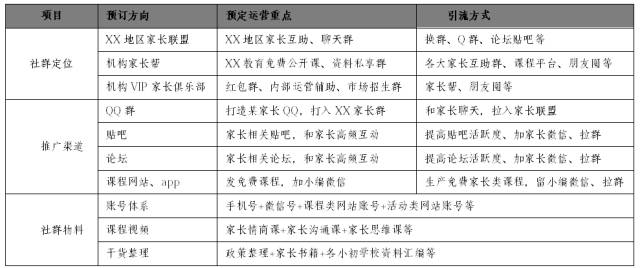 项目 预订方向 预定运营重点 引流方式
XX 地区家长联盟 XX 地区家长互助、聊天群 换群、Q 群、论坛贴吧等
社群定位 机构家长帮 XX 教育免费公开课、资料私享群 各大家长互助群、课程平台、朋友圈等
机构 VIP 家长俱乐部 红包群、内部运营辅助、市场招生群 家长帮、朋友圈等
QQ 群 打造某家长 QQ，打入 XX 家长群 和家长聊天，拉入家长联盟
推广渠道 贴吧 家长相关贴吧，和家长高频互动 提高贴吧活跃度、加家长微信、拉群
论坛 家长相关论坛，和家长高频互动 提高论坛活跃度、加家长微信、拉群
课程网站、app 发免费课程，加小编微信 生产免费家长类课程，留小编微信、拉群
账号体系 手机号+微信号+课程类网站账号+活动类网站账号等
社群物料 课程视频 家长情商课+家长沟通课+家长思维课等
干货整理 政策整理+家长书籍+各小初学校资料汇编等